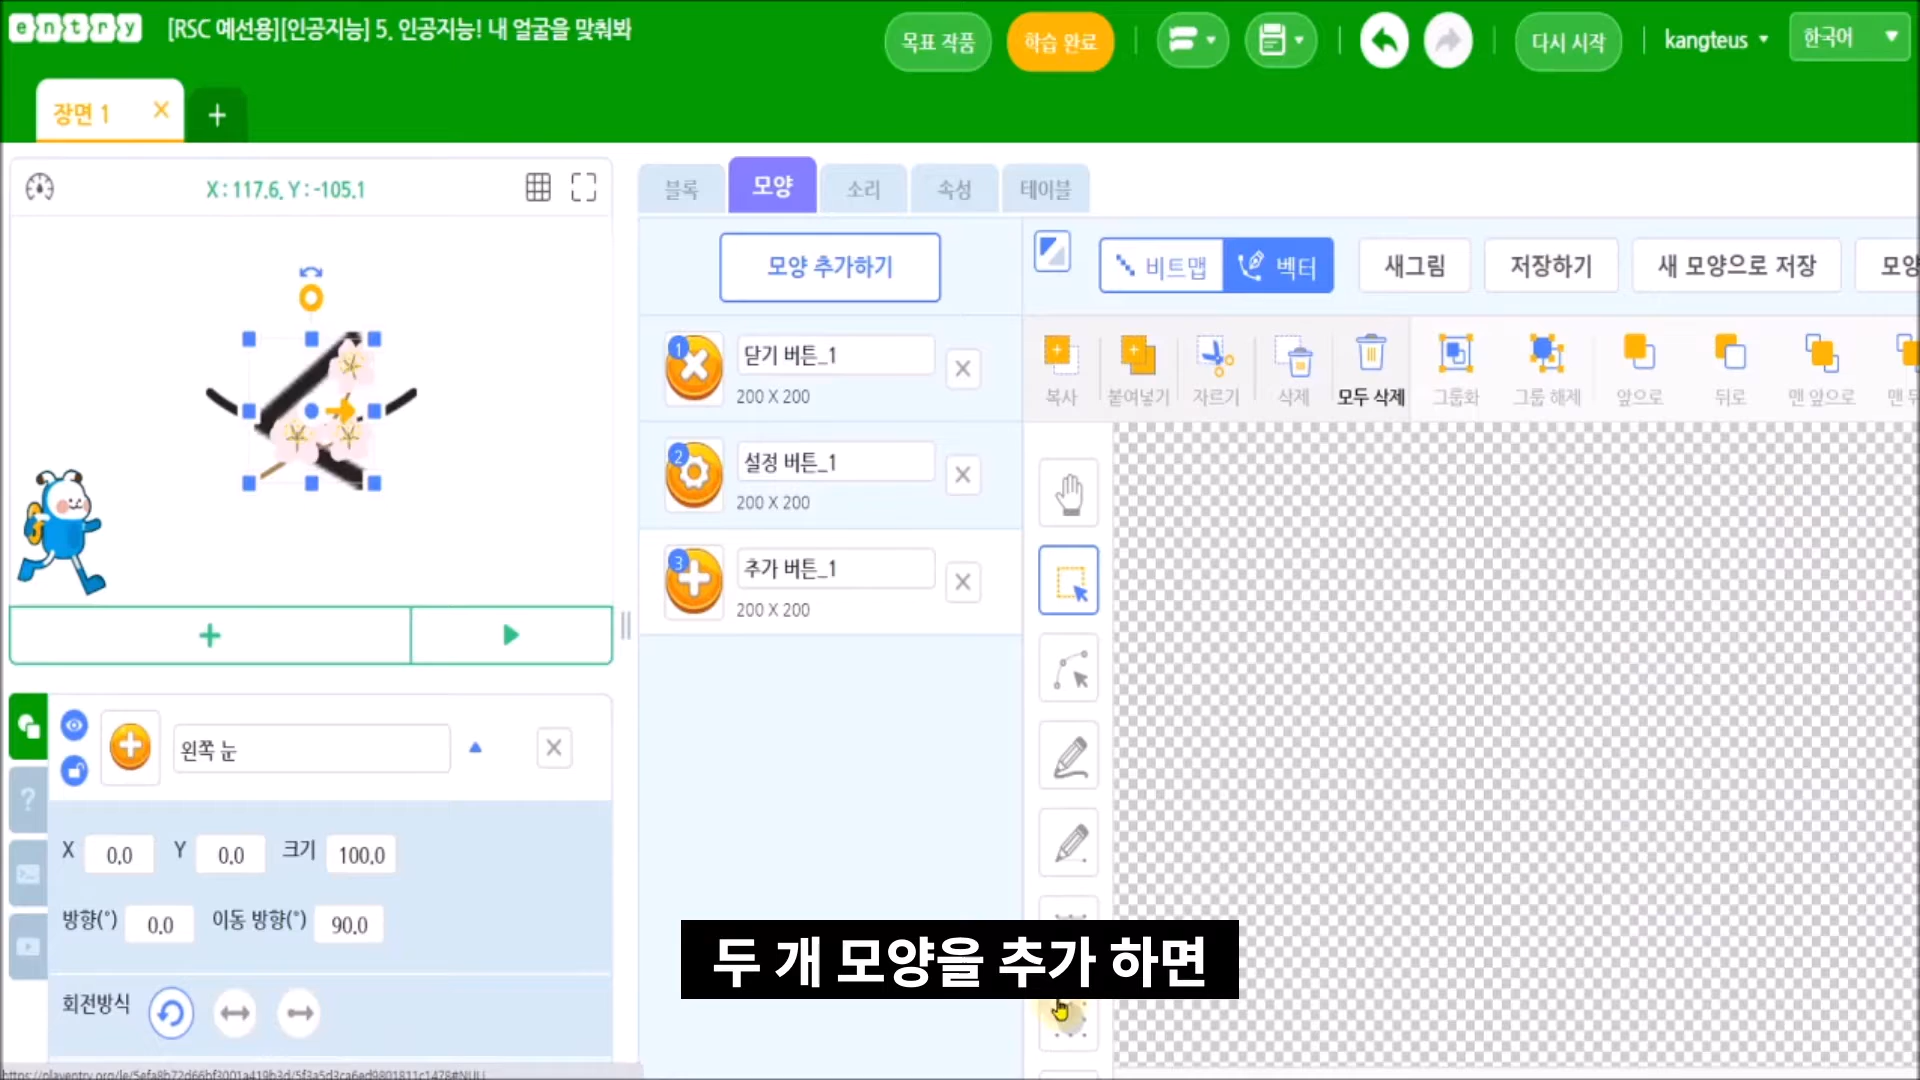 entry
[RSC 예선용][인공지능] 5. 인공지능! 내 얼굴을 맞춰봐
목표 작품
학습 완료
다시 시작
kangteus
한국어
장면 1
X : 117.6, Y : -105.1
블록
모양
소리
속성
테이블
모양 추가하기
비트맵
벡터
새그림
저장하기
새 모양으로 저장
모양
1
닫기 버튼_1
200 X 200
2
설정 버튼_1
200 X 200
3
추가 버튼_1
200 X 200
복사
붙여넣기
자르기
삭제
모두 삭제
그룹화
그룹 해제
앞으로
뒤로
맨 앞으로
맨
왼쪽 눈
X 0.0 Y 0.0 크기 100.0
방향(°) 0.0 이동 방향(°) 90.0
회전방식
두 개 모양을 추가 하면